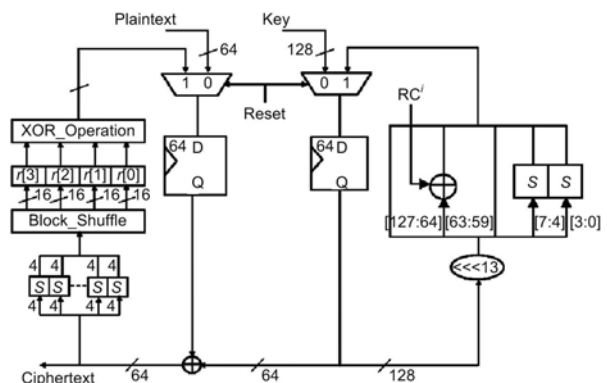 Plaintext
Key
64
128
1 0
0 1
Reset
RC^i
XOR_Operation
64 D
Q
64 D
Q
r[3] r[2] r[1] r[0]
16 16 16 16
Block_Shuffle
S S
[127:64] [63:59] [7:4] [3:0]
<<<13
4 4 4 4
S S S S
4 4 4 4
Ciphertext
64
64
128